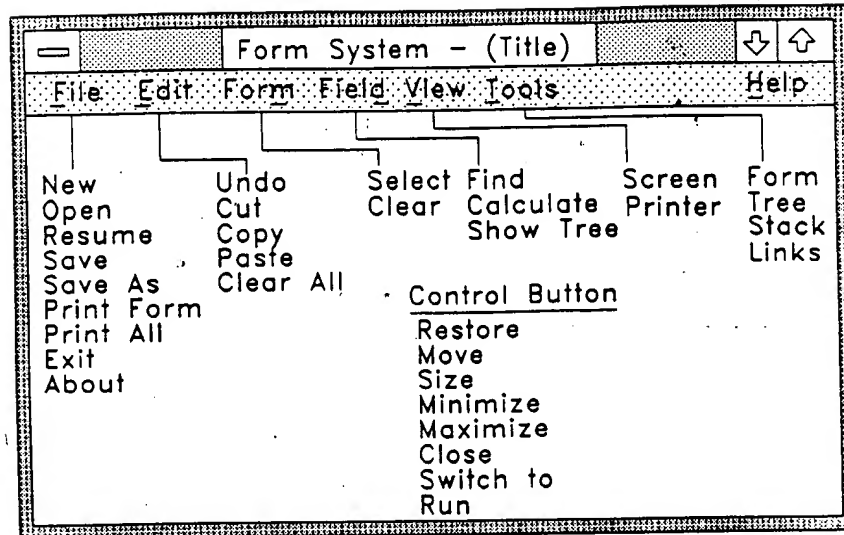 Form System – (Title)
File Edit Form Field View Tools Help
New
Open
Resume
Save
Save As
Print Form
Print All
Exit
About
Undo
Cut
Copy
Paste
Clear All
Select
Clear
Find
Calculate
Show Tree
Screen
Printer
Form
Tree
Stack
Links
Control Button
Restore
Move
Size
Minimize
Maximize
Close
Switch to
Run